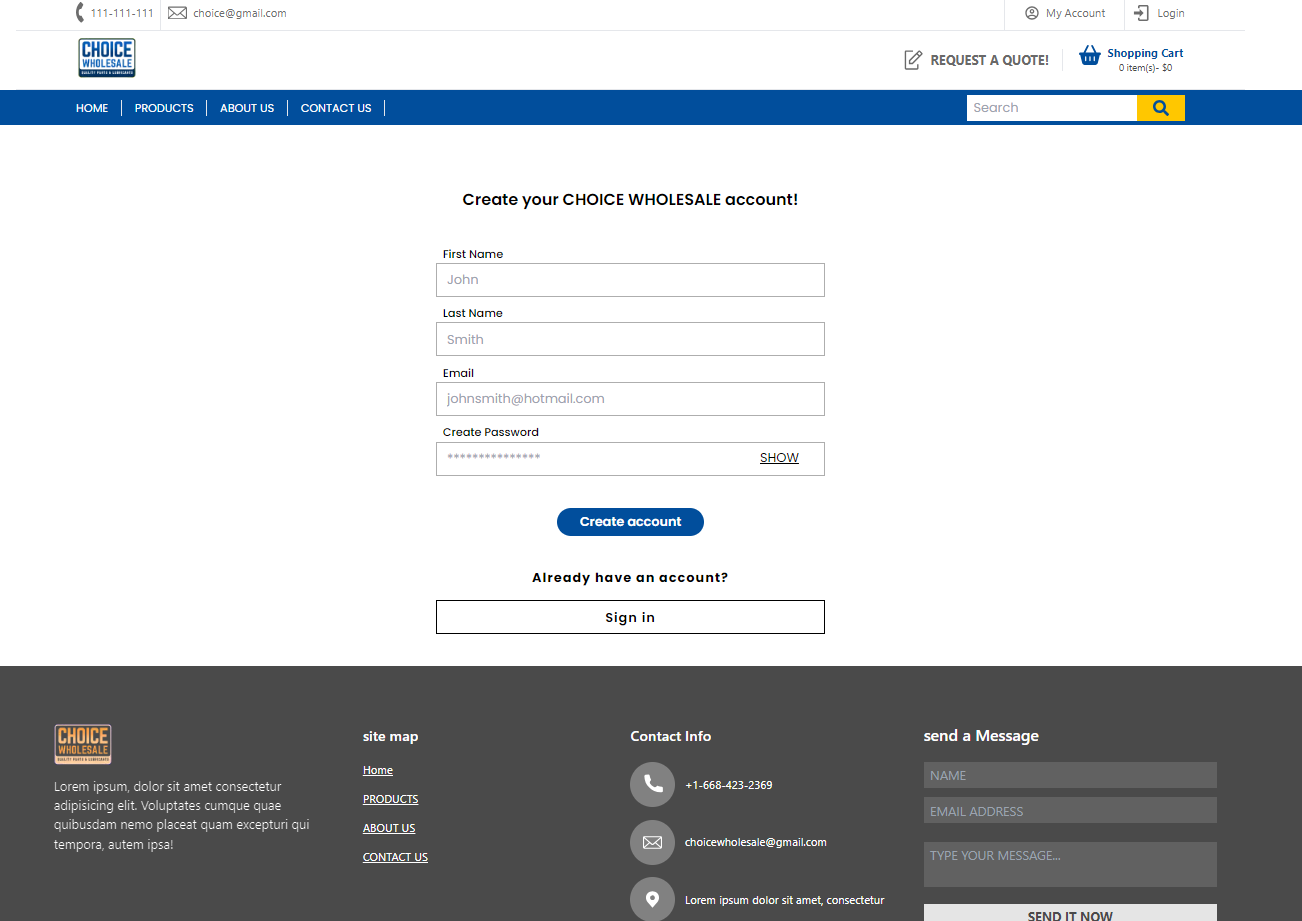 111-111-111
choice@gmail.com
My Account
Login
CHOICE
WHOLESALE
QUALITY PARTS & LUBRICANTS
REQUEST A QUOTE!
Shopping Cart
0 item(s)- $0
HOME
PRODUCTS
ABOUT US
CONTACT US
Search
Create your CHOICE WHOLESALE account!
First Name
John
Last Name
Smith
Email
johnsmith@hotmail.com
Create Password
***************
SHOW
Create account
Already have an account?
Sign in
CHOICE
WHOLESALE
QUALITY PARTS & LUBRICANTS
Lorem ipsum, dolor sit amet consectetur
adipisicing elit. Voluptates cumque quae
quibusdam nemo placeat quam excepturi qui
tempora, autem ipsa!
site map
Home
PRODUCTS
ABOUT US
CONTACT US
Contact Info
+1-668-423-2369
choicewholesale@gmail.com
Lorem ipsum dolor sit amet, consectetur
send a Message
NAME
EMAIL ADDRESS
TYPE YOUR MESSAGE...
SEND IT NOW